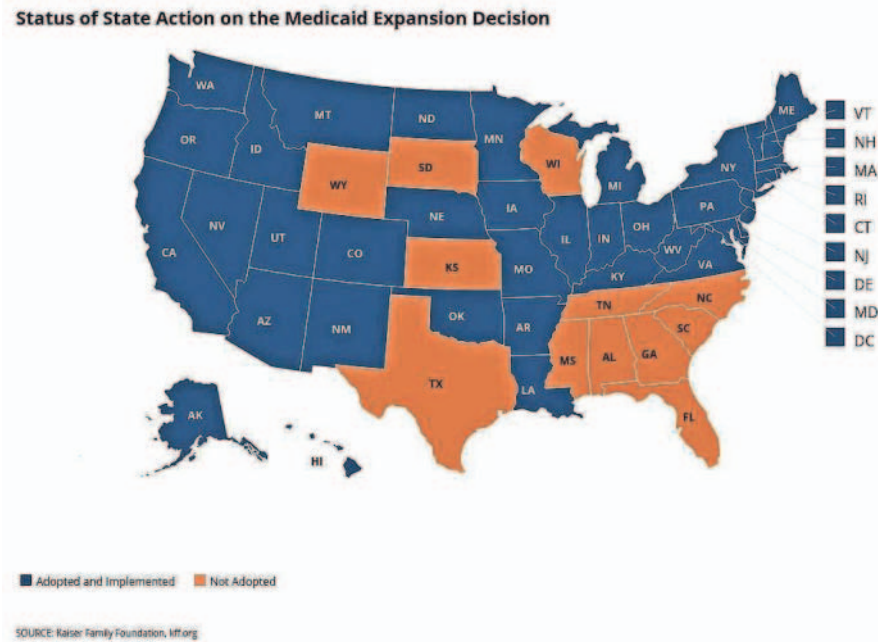 Status of State Action on the Medicaid Expansion Decision
WA
MT
ND
MN
ME
VT
OR
ID
SD
WI
NH
WY
MI
NY
MA
RI
IA
NE
PA
CT
NV
UT
IL
IN
OH
NJ
CA
CO
KS
MO
WV
VA
DE
KY
MD
AZ
NM
OK
AR
TN
NC
DC
SC
TX
LA
MS
AL
GA
AK
HI
FL
Adopted and Implemented
Not Adopted
SOURCE: Kaiser Family Foundation, kff.org